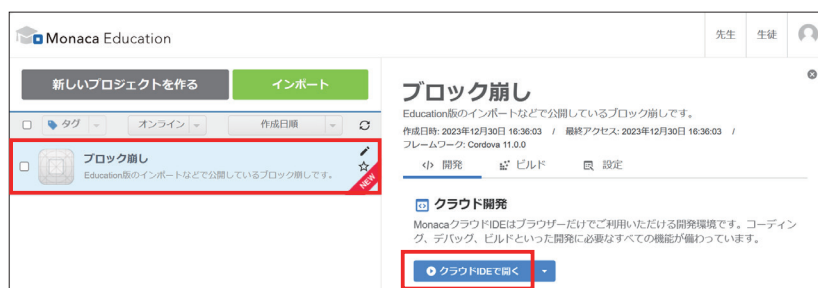 Monaca Education
先生
生徒
新しいプロジェクトを作る
インポート
タグ
オンライン
作成日順
ブロック崩し
Education版のインポートなどで公開しているブロック崩しです。
NEW
ブロック崩し
Education版のインポートなどで公開しているブロック崩しです。
作成日時: 2023年12月30日 16:36:03 / 最終アクセス: 2023年12月30日 16:36:03 /
フレームワーク: Cordova 11.0.0
</> 開発
ビルド
設定
クラウド開発
MonacaクラウドIDEはブラウザーだけでご利用いただける開発環境です。コーディン
グ、デバッグ、ビルドといった開発に必要なすべての機能が備わっています。
クラウドIDEで開く